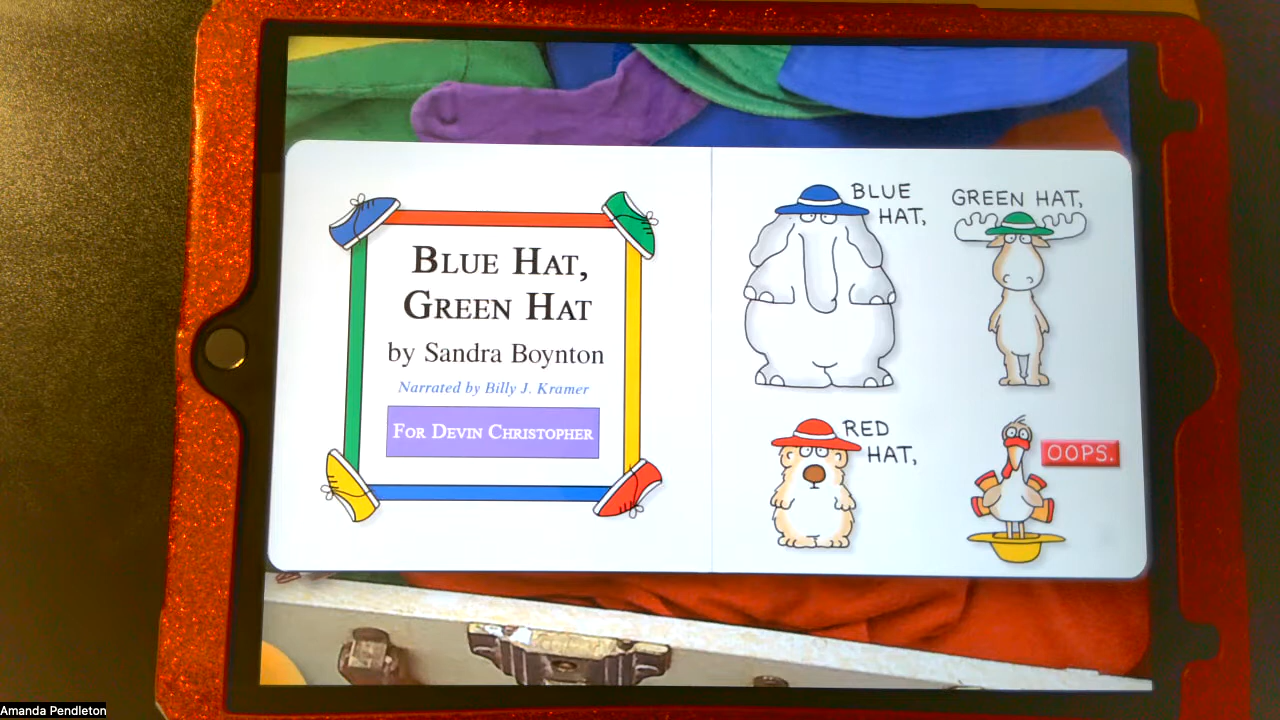 BLUE HAT,
GREEN HAT
by Sandra Boynton
Narrated by Billy J. Kramer
FOR DEVIN CHRISTOPHER
BLUE
HAT,
GREEN HAT,
RED
HAT,
OOPS.
Amanda Pendleton